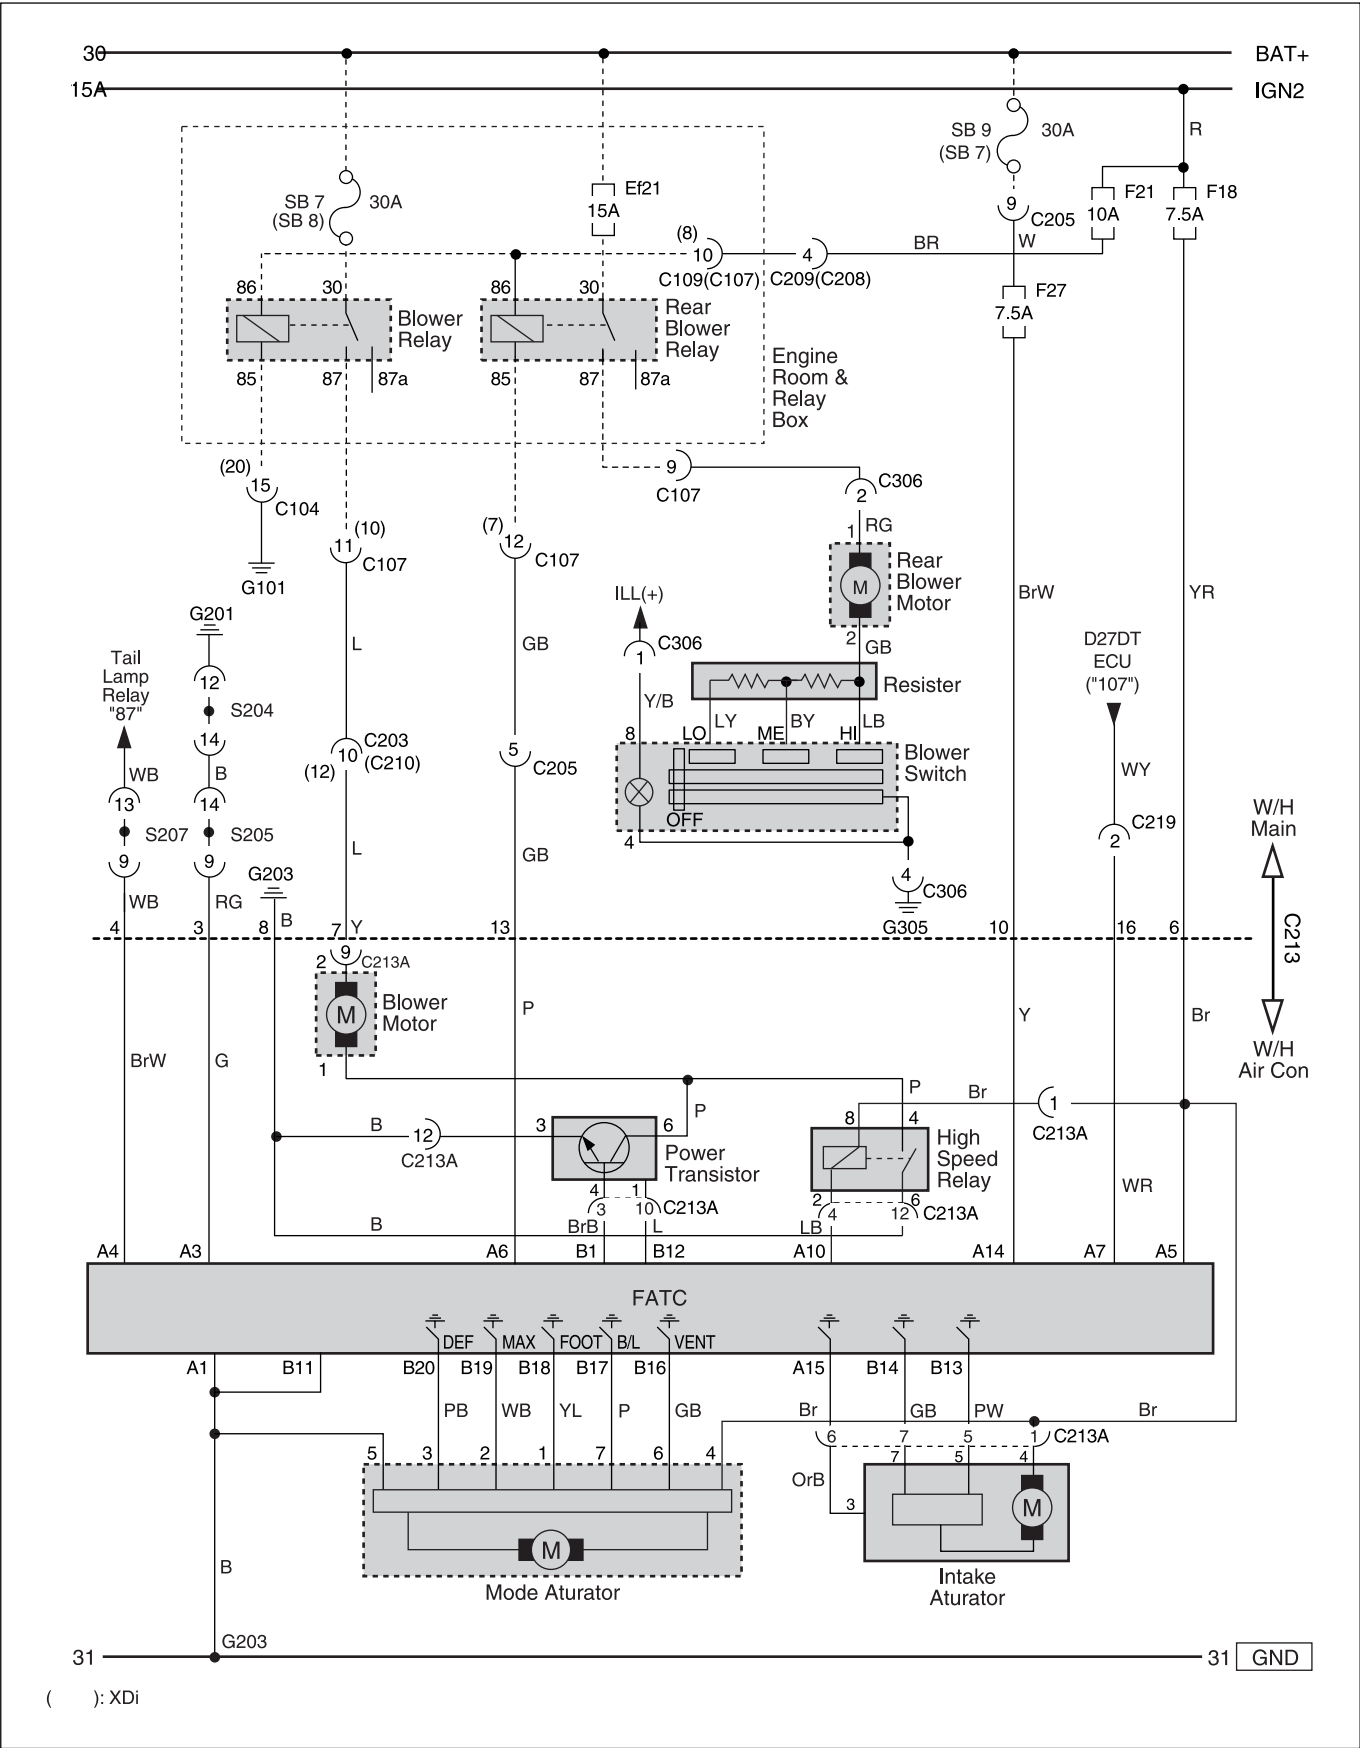 30
BAT+
15A
IGN2
R
SB 9
30A
(SB 7)
SB 7
30A
(SB 8)
Ef21
15A
F21
F18
10A
7.5A
9
C205
(8)
10
4
BR
W
C109(C107)
C209(C208)
86
30
86
30
F27
7.5A
Blower
Relay
Rear
Blower
Relay
85
87
87a
85
87
87a
Engine
Room &
Relay
Box
(20)
15
C104
9
C107
C306
2
G101
(10)
11
C107
(7)
12
C107
1
RG
M
Rear
Blower
Motor
2
GB
BrW
YR
G201
12
S204
14
B
14
S205
9
RG
Tail
Lamp
Relay
"87"
WB
13
S207
9
WB
L
GB
ILL(+)
C306
1
Y/B
Resister
LY
BY
LB
D27DT
ECU
("107")
8
LO
ME
HI
Blower
Switch
OFF
4
C203
10
(C210)
(12)
5
C205
WY
C219
2
W/H
Main
L
GB
G203
B
4
C306
G305
4
3
8
7
Y
13
10
16
6
C213
2
9
C213A
M
Blower
Motor
1
P
Y
Br
W/H
Air Con
BrW
G
P
P
Br
1
C213A
B
12
C213A
3
6
Power
Transistor
8
4
High
Speed
Relay
4
1
3
10
C213A
2
6
4
12
C213A
WR
B
BrB
L
LB
A4
A3
A6
B1
B12
A10
A14
A7
A5
FATC
DEF
MAX
FOOT
B/L
VENT
A1
B11
B20
B19
B18
B17
B16
A15
B14
B13
PB
WB
YL
P
GB
Br
GB
PW
Br
6
7
5
1
C213A
5
3
2
1
7
6
4
7
5
4
OrB
3
M
M
Mode Aturator
Intake
Aturator
B
G203
31
31
GND
( ): XDi